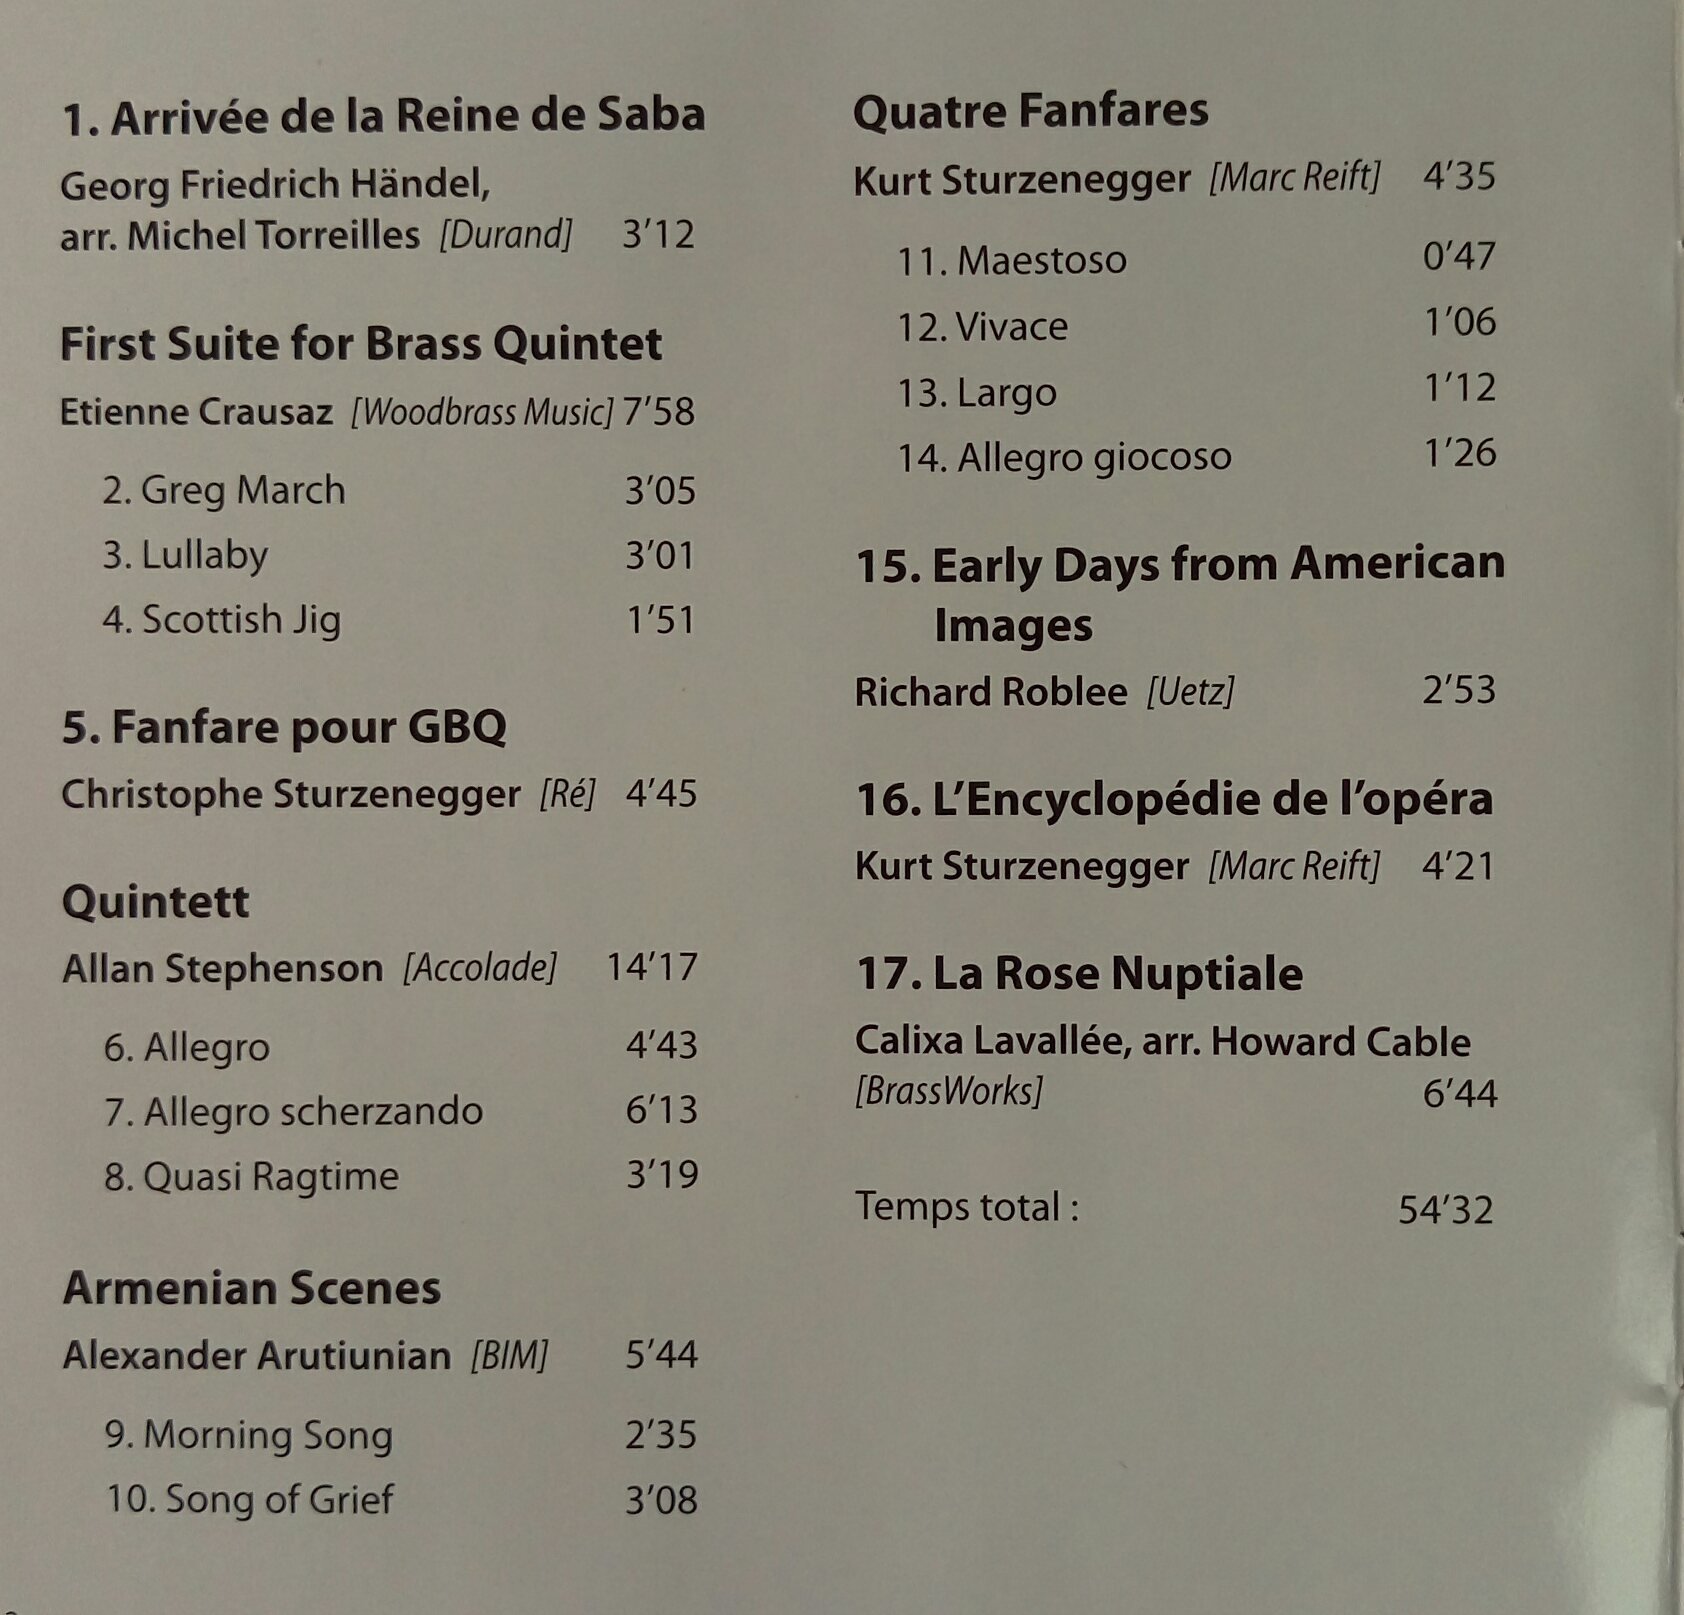 1. Arrivée de la Reine de Saba
Georg Friedrich Händel,
arr. Michel Torreilles [Durand] 3’12
First Suite for Brass Quintet
Etienne Crausaz [Woodbrass Music] 7’58
2. Greg March 3’05
3. Lullaby 3’01
4. Scottish Jig 1’51
5. Fanfare pour GBQ
Christophe Sturzenegger [Ré] 4’45
Quintett
Allan Stephenson [Accolade] 14’17
6. Allegro 4’43
7. Allegro scherzando 6’13
8. Quasi Ragtime 3’19
Armenian Scenes
Alexander Arutiunian [BIM] 5’44
9. Morning Song 2’35
10. Song of Grief 3’08
Quatre Fanfares
Kurt Sturzenegger [Marc Reift] 4’35
11. Maestoso 0’47
12. Vivace 1’06
13. Largo 1’12
14. Allegro giocoso 1’26
15. Early Days from American
Images
Richard Roblee [Uetz] 2’53
16. L’Encyclopédie de l’opéra
Kurt Sturzenegger [Marc Reift] 4’21
17. La Rose Nuptiale
Calixa Lavallée, arr. Howard Cable
[BrassWorks] 6’44
Temps total : 54’32